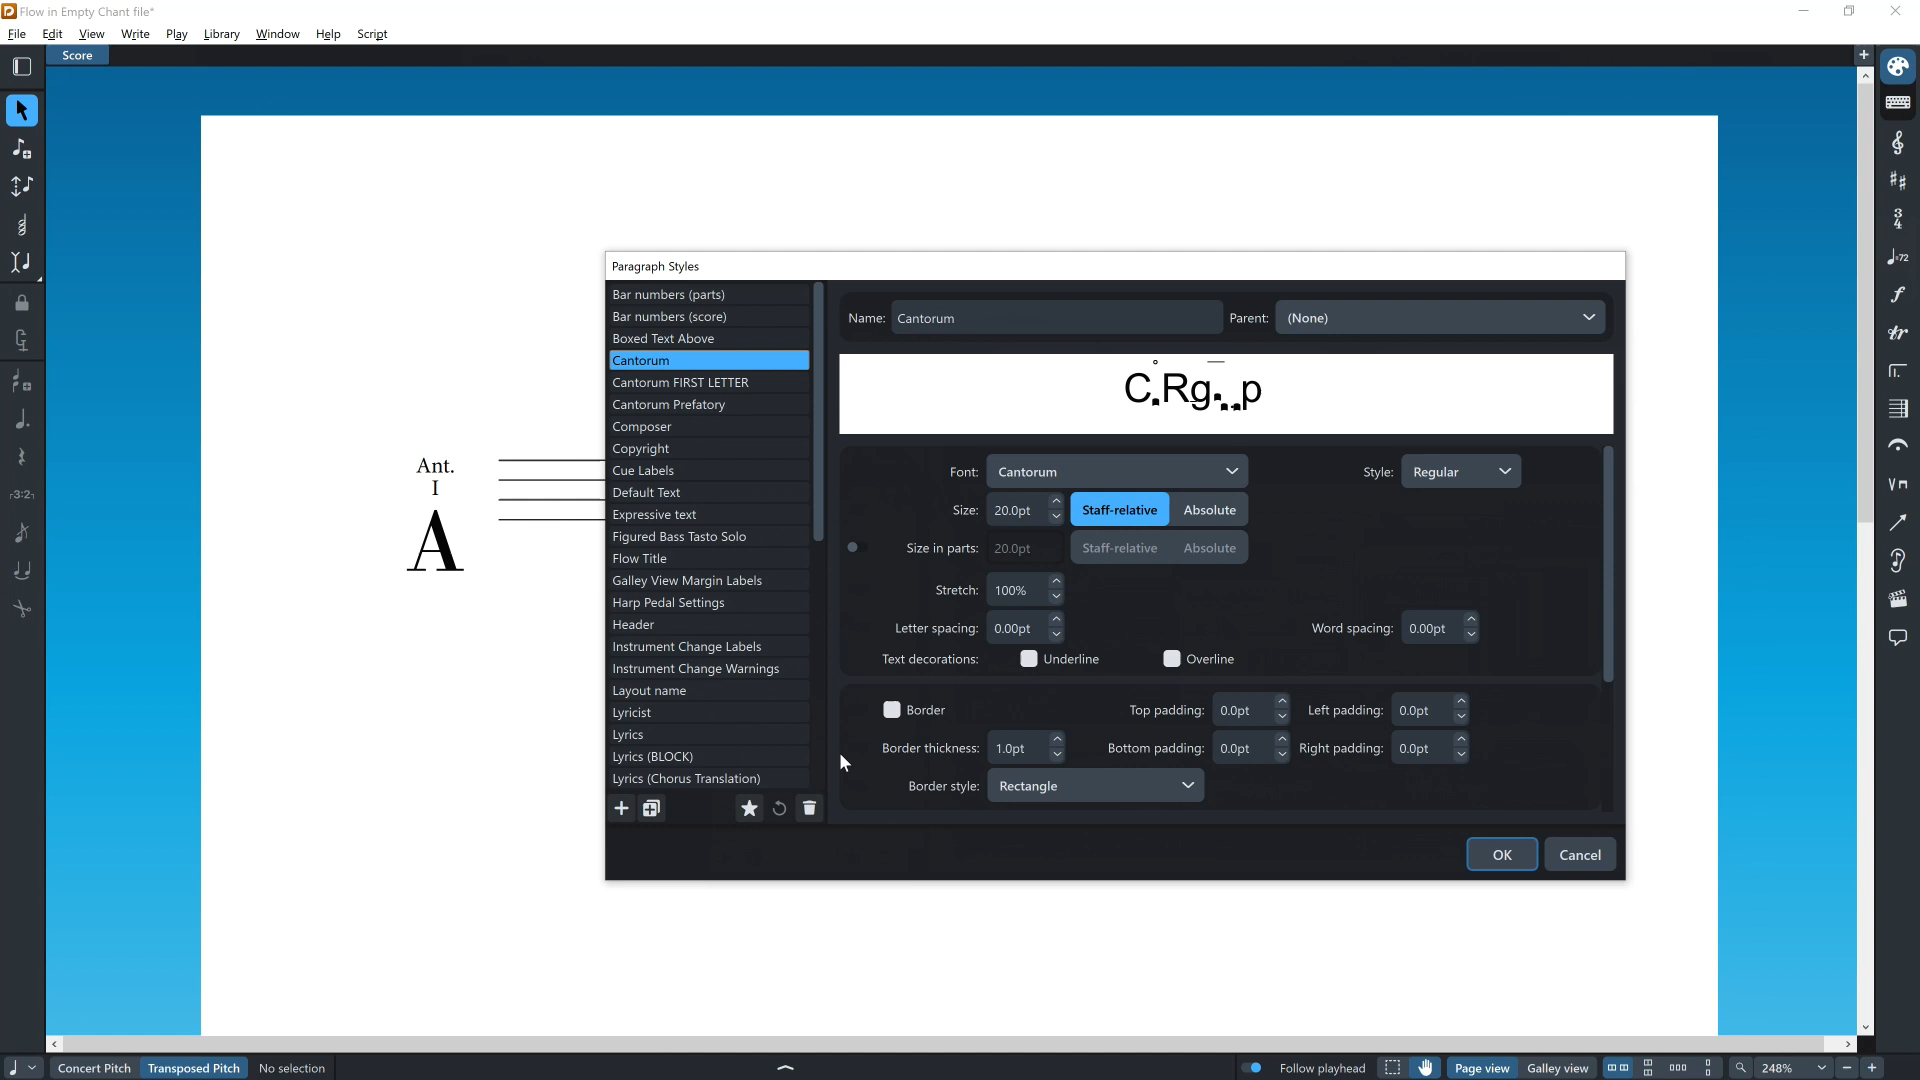 Flow in Empty Chant file*
File Edit View Write Play Library Window Help Script
Score
Ant.
I
A
Paragraph Styles
Bar numbers (parts)
Bar numbers (score)
Boxed Text Above
Cantorum
Cantorum FIRST LETTER
Cantorum Prefatory
Composer
Copyright
Cue Labels
Default Text
Expressive text
Figured Bass Tasto Solo
Flow Title
Galley View Margin Labels
Harp Pedal Settings
Header
Instrument Change Labels
Instrument Change Warnings
Layout name
Lyricist
Lyrics
Lyrics (BLOCK)
Lyrics (Chorus Translation)
Name: Cantorum Parent: (None)
Font: Cantorum Style: Regular
Size: 20.0pt Staff-relative Absolute
Size in parts: 20.0pt Staff-relative Absolute
Stretch: 100%
Letter spacing: 0.00pt Word spacing: 0.00pt
Text decorations: Underline Overline
Border Top padding: 0.0pt Left padding: 0.0pt
Border thickness: 1.0pt Bottom padding: 0.0pt Right padding: 0.0pt
Border style: Rectangle
OK Cancel
Concert Pitch Transposed Pitch No selection Follow playhead Page view Galley view 248%